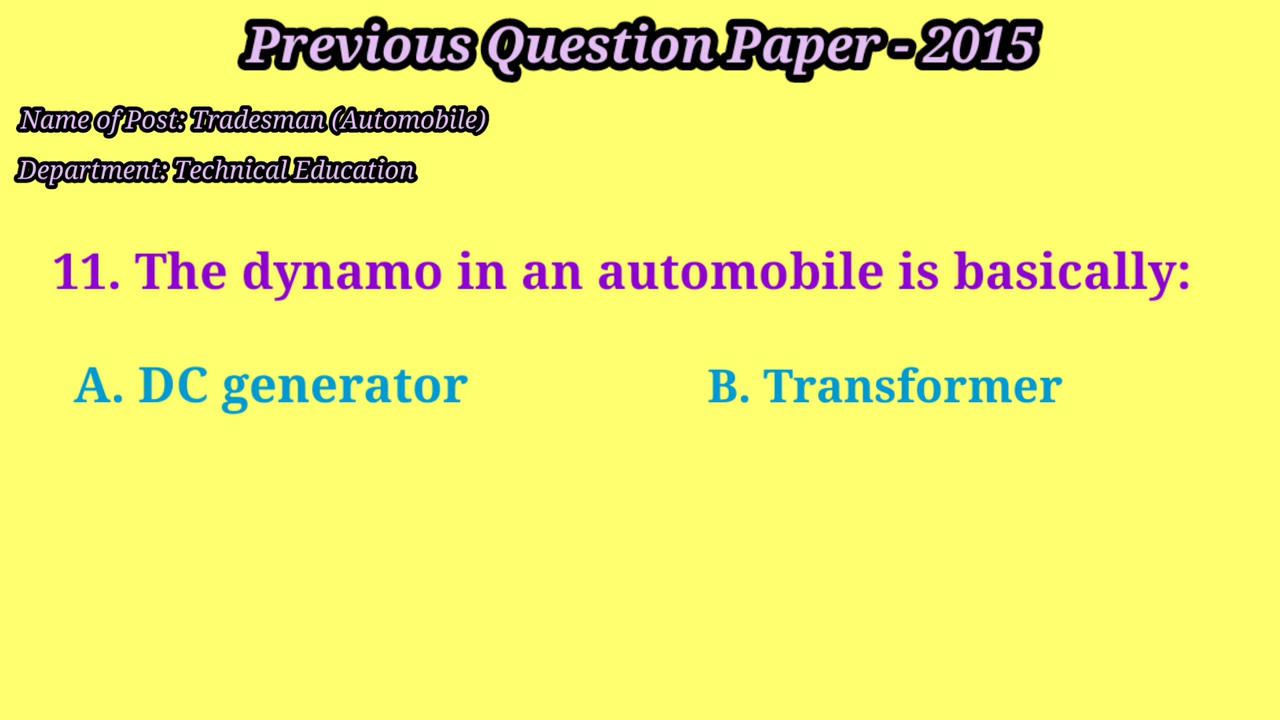 Previous Question Paper - 2015
Name of Post: Tradesman (Automobile)
Department: Technical Education
11. The dynamo in an automobile is basically:
A. DC generator B. Transformer